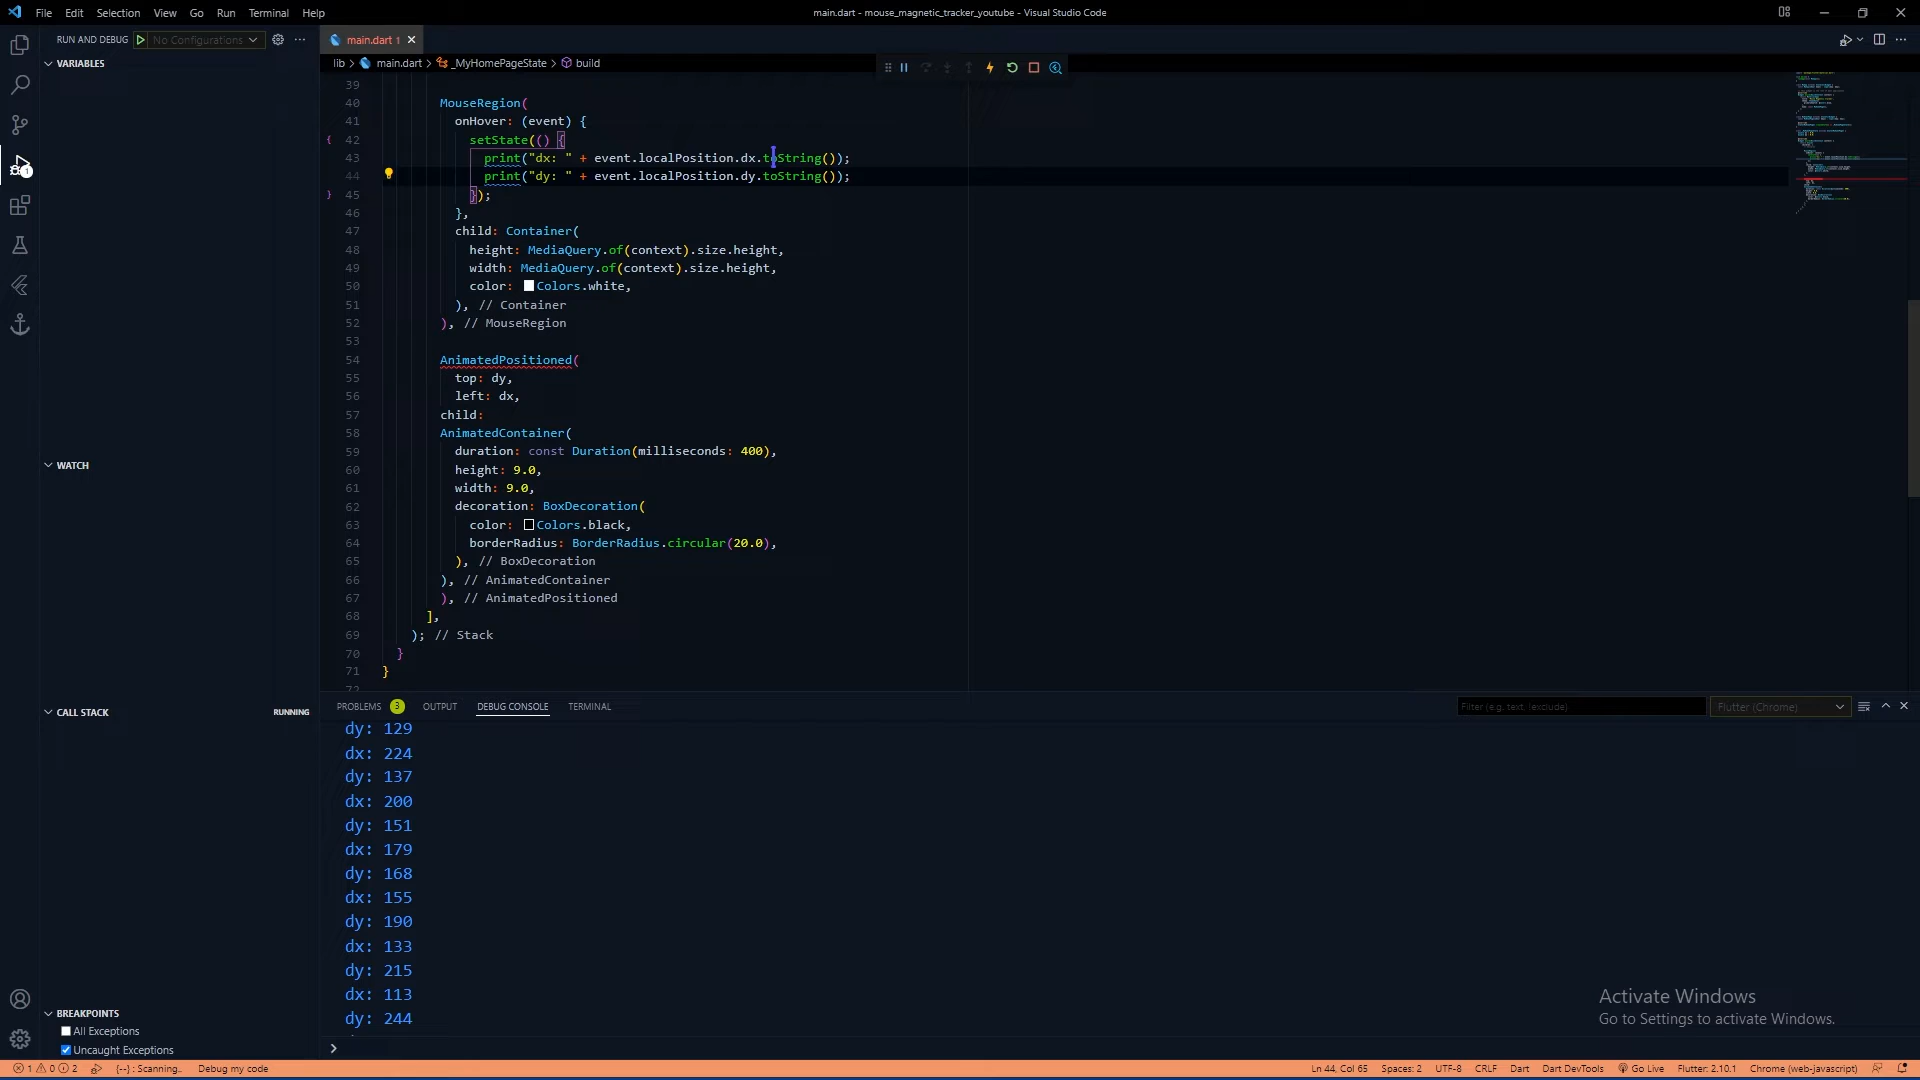 File Edit Selection View Go Run Terminal Help
main.dart - mouse_magnetic_tracker_youtube - Visual Studio Code
RUN AND DEBUG No Configurations
main.dart 1
lib > main.dart > _MyHomePageState > build
VARIABLES
39
40 MouseRegion(
41 onHover: (event) {
42 setState(() {
43 print("dx: " + event.localPosition.dx.toString());
44 print("dy: " + event.localPosition.dy.toString());
45 });
46 },
47 child: Container(
48 height: MediaQuery.of(context).size.height,
49 width: MediaQuery.of(context).size.height,
50 color: Colors.white,
51 ), // Container
52 ), // MouseRegion
53
54 AnimatedPositioned(
55 top: dy,
56 left: dx,
57 child:
58 AnimatedContainer(
59 duration: const Duration(milliseconds: 400),
60 height: 9.0,
61 width: 9.0,
62 decoration: BoxDecoration(
63 color: Colors.black,
64 borderRadius: BorderRadius.circular(20.0),
65 ), // BoxDecoration
66 ), // AnimatedContainer
67 ), // AnimatedPositioned
68 ],
69 ); // Stack
70 }
71 }
72
WATCH
CALL STACK RUNNING
BREAKPOINTS
All Exceptions
Uncaught Exceptions
PROBLEMS 3 OUTPUT DEBUG CONSOLE TERMINAL
Filter (e.g. text, !exclude)
Flutter (Chrome)
dy: 129
dx: 224
dy: 137
dx: 200
dy: 151
dx: 179
dy: 168
dx: 155
dy: 190
dx: 133
dy: 215
dx: 113
dy: 244
>
Activate Windows
Go to Settings to activate Windows.
1 0 2 {--} : Scanning.. Debug my code
Ln 44, Col 65 Spaces: 2 UTF-8 CRLF Dart Dart DevTools Go Live Flutter: 2.10.1 Chrome (web-javascript)